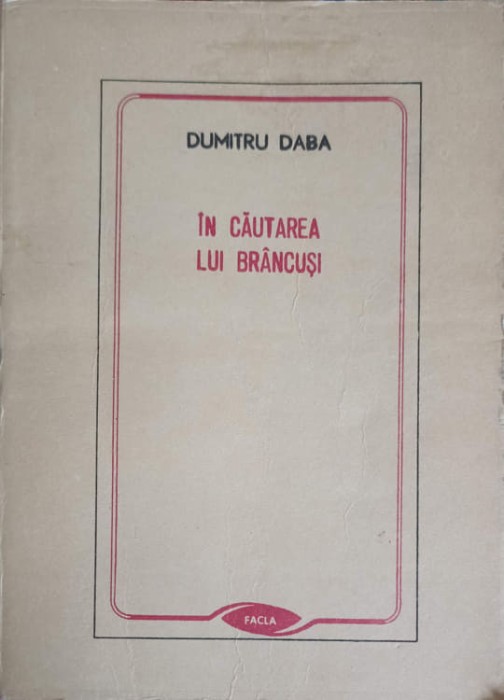 DUMITRU DABA
ÎN CĂUTAREA
LUI BRÂNCUȘI
FACLA